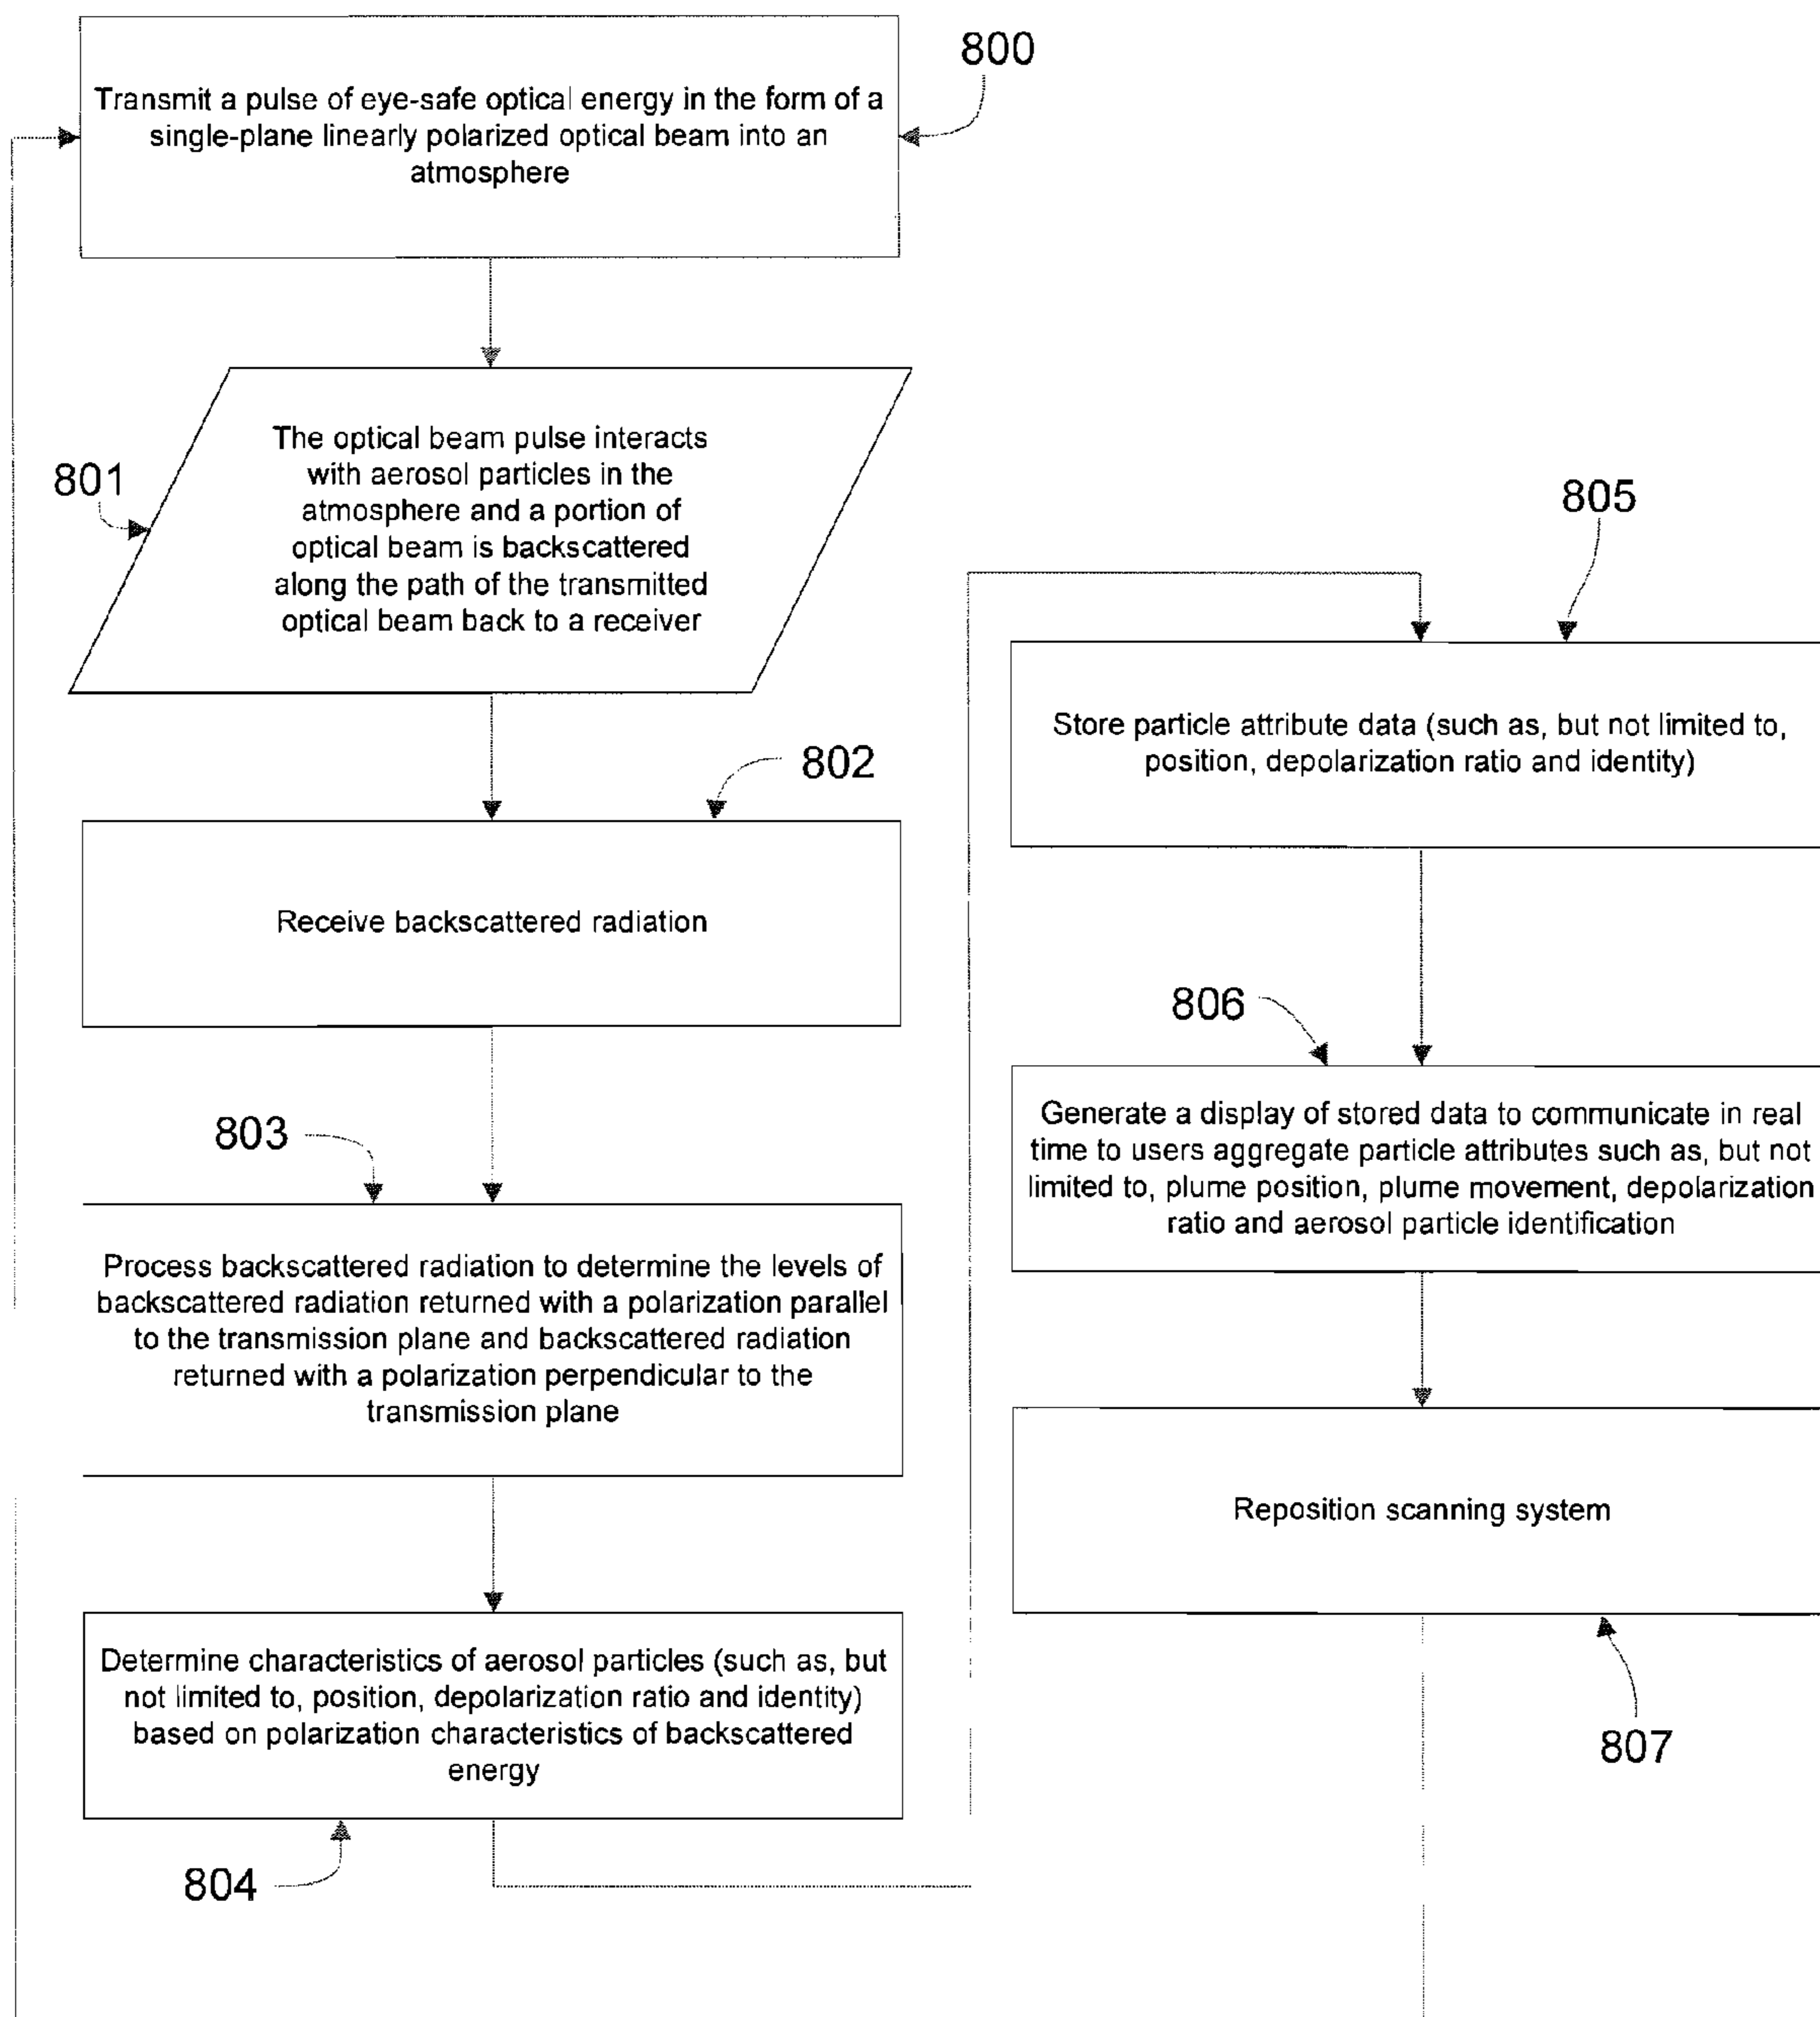 800
Transmit a pulse of eye-safe optical energy in the form of a
single-plane linearly polarized optical beam into an
atmosphere
801
The optical beam pulse interacts
with aerosol particles in the
atmosphere and a portion of
optical beam is backscattered
along the path of the transmitted
optical beam back to a receiver
802
Receive backscattered radiation
803
Process backscattered radiation to determine the levels of
backscattered radiation returned with a polarization parallel
to the transmission plane and backscattered radiation
returned with a polarization perpendicular to the
transmission plane
Determine characteristics of aerosol particles (such as, but
not limited to, position, depolarization ratio and identity)
based on polarization characteristics of backscattered
energy
804
805
Store particle attribute data (such as, but not limited to,
position, depolarization ratio and identity)
806
Generate a display of stored data to communicate in real
time to users aggregate particle attributes such as, but not
limited to, plume position, plume movement, depolarization
ratio and aerosol particle identification
Reposition scanning system
807